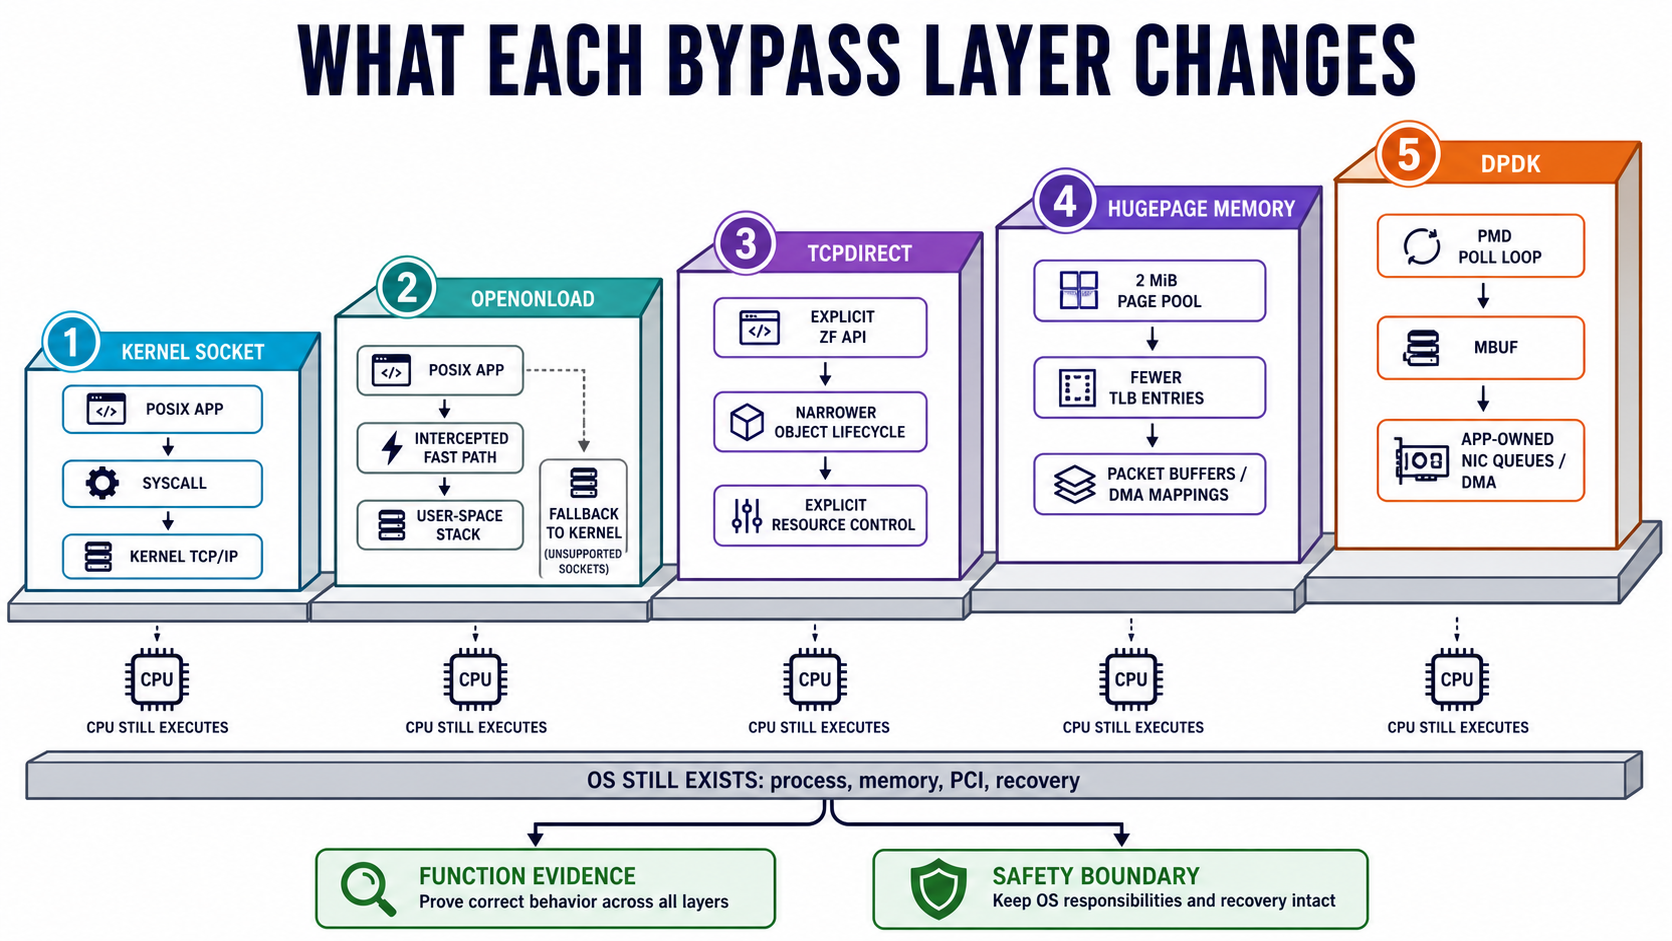 WHAT EACH BYPASS LAYER CHANGES
1
KERNEL SOCKET
</>
POSIX APP
SYSCALL
KERNEL TCP/IP
2
OPENONLOAD
</>
POSIX APP
INTERCEPTED
FAST PATH
USER-SPACE
STACK
FALLBACK
TO KERNEL
(UNSUPPORTED
SOCKETS)
3
TCPDIRECT
</>
EXPLICIT
ZF API
NARROWER
OBJECT LIFECYCLE
EXPLICIT
RESOURCE CONTROL
4
HUGEPAGE MEMORY
2 MiB
PAGE POOL
FEWER
TLB ENTRIES
PACKET BUFFERS /
DMA MAPPINGS
5
DPDK
PMD
POLL LOOP
MBUF
APP-OWNED
NIC QUEUES /
DMA
CPU
CPU STILL EXECUTES
CPU
CPU STILL EXECUTES
CPU
CPU STILL EXECUTES
CPU
CPU STILL EXECUTES
CPU
CPU STILL EXECUTES
OS STILL EXISTS: process, memory, PCI, recovery
FUNCTION EVIDENCE
Prove correct behavior across all layers
SAFETY BOUNDARY
Keep OS responsibilities and recovery intact